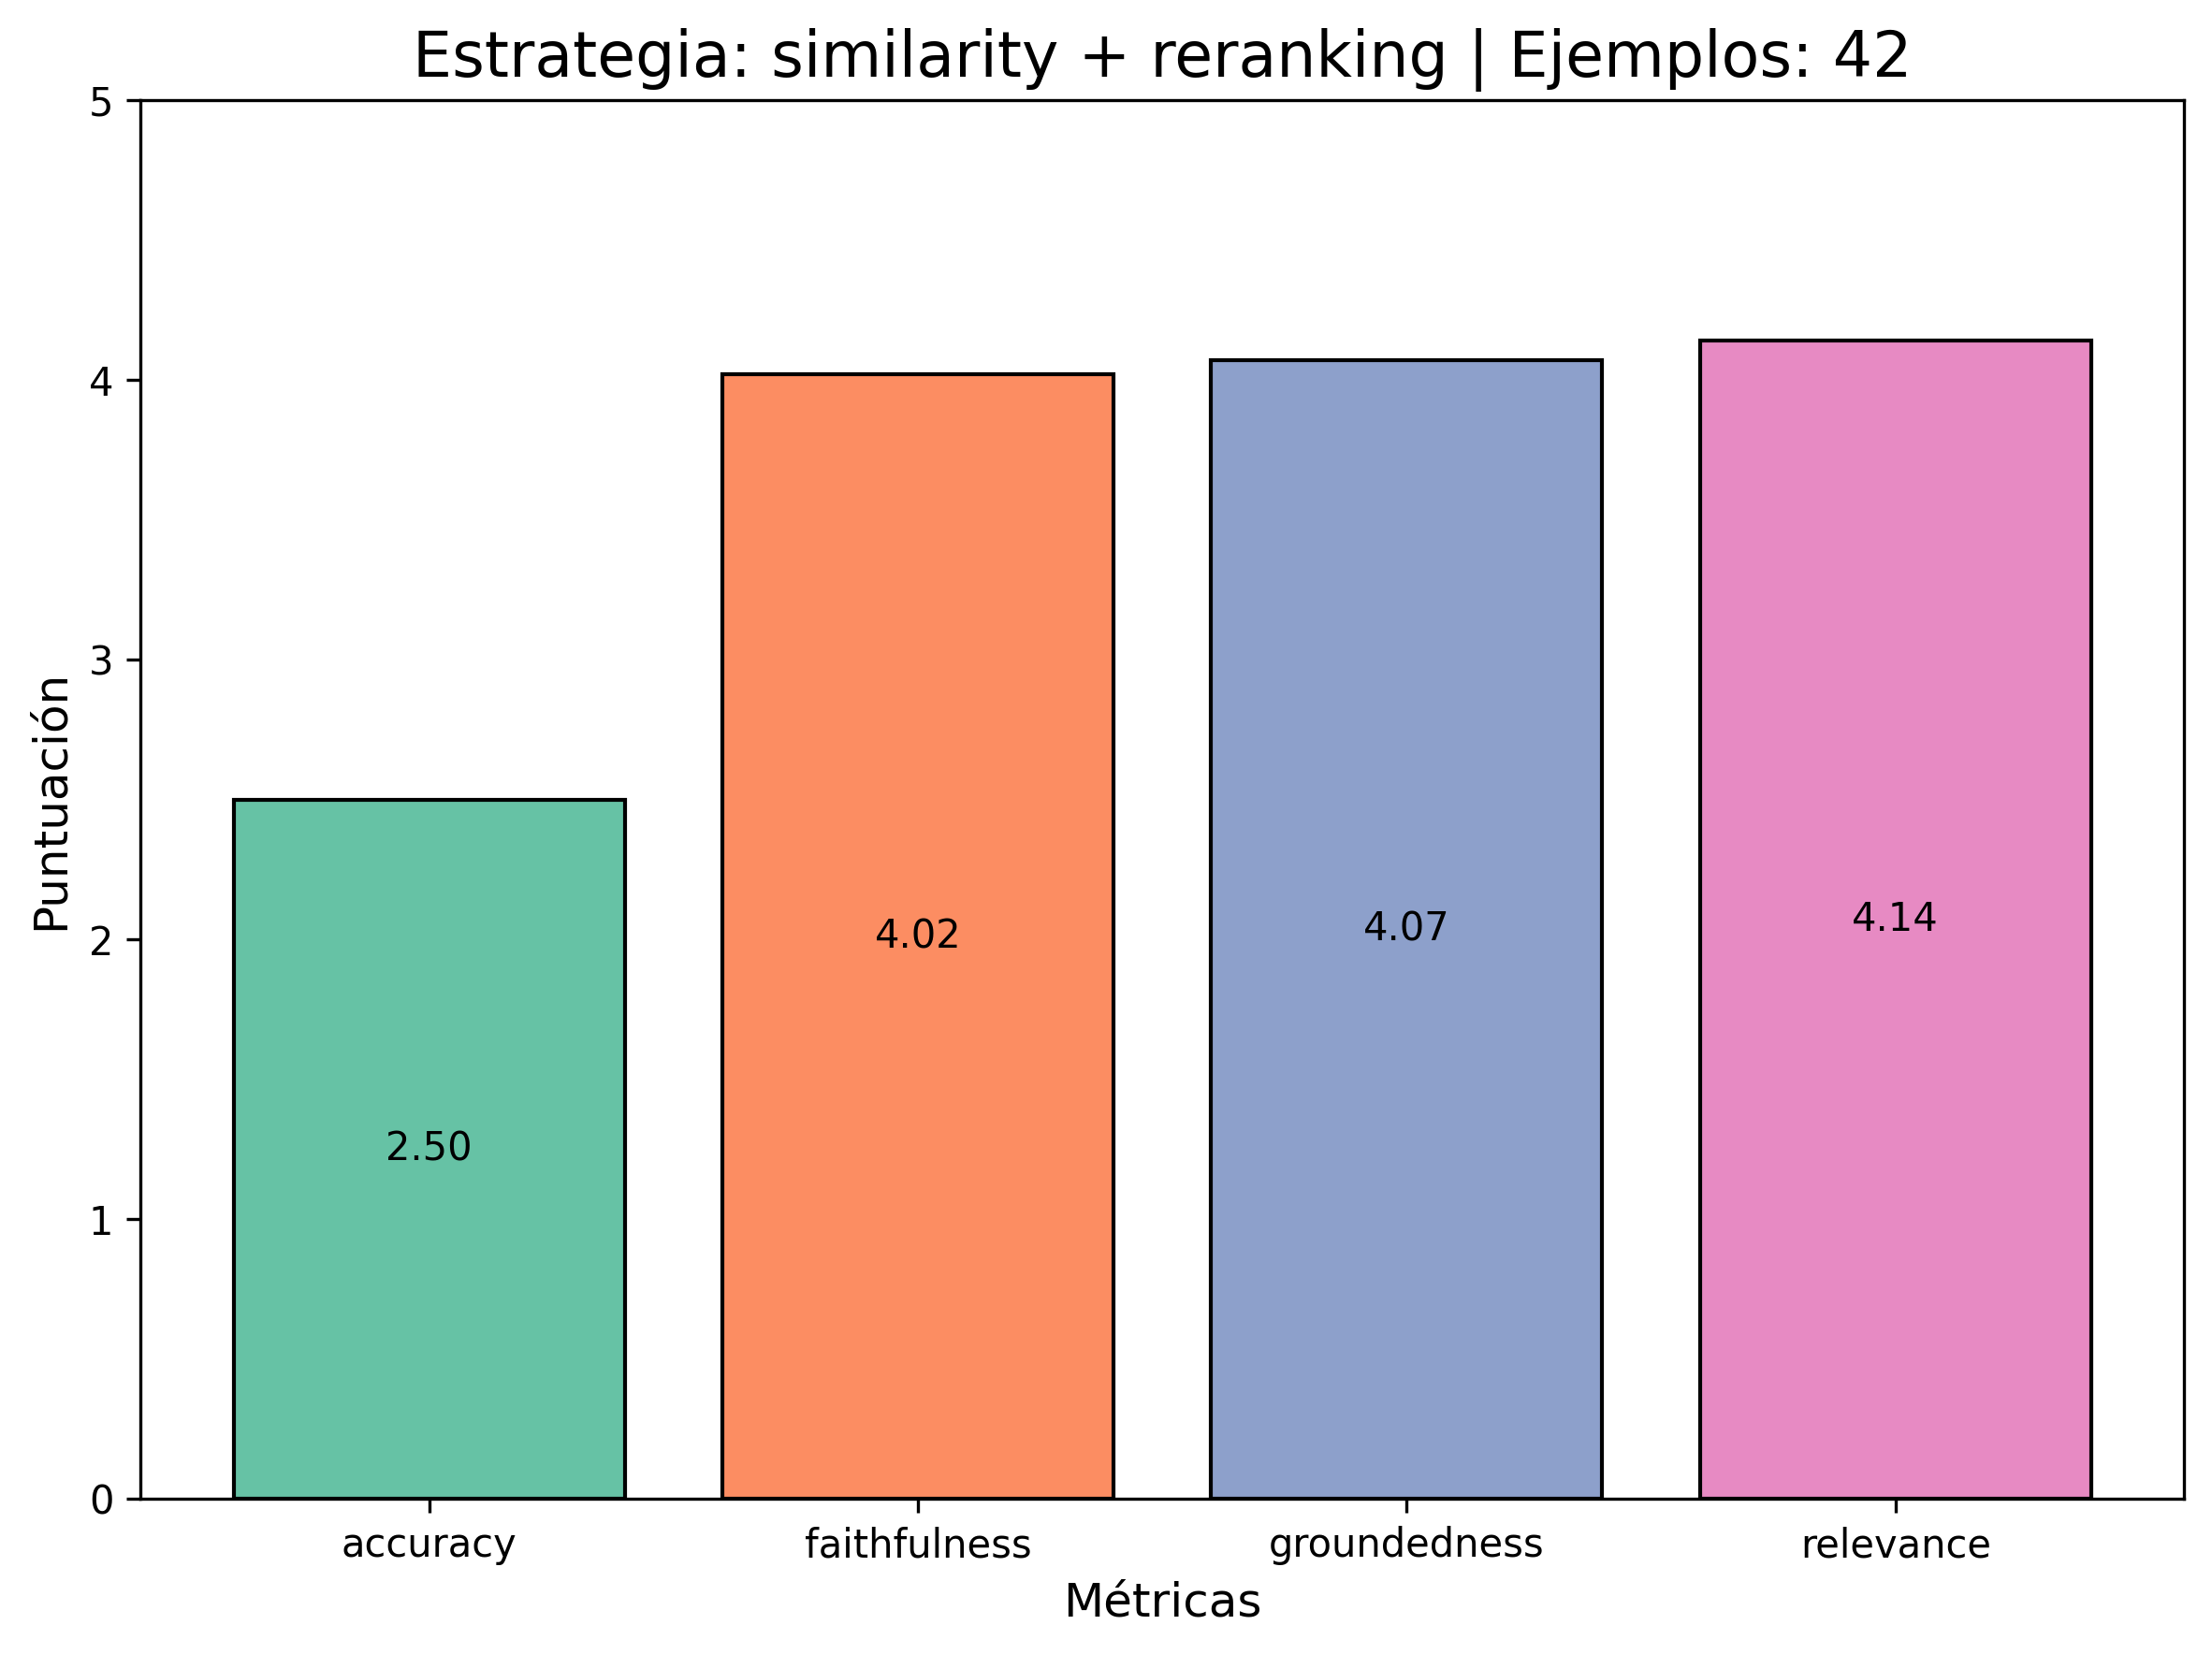 Estrategia: similarity + reranking | Ejemplos: 42
5
4
3
2
1
0
Puntuación
2.50
4.02
4.07
4.14
accuracy
faithfulness
groundedness
relevance
Métricas